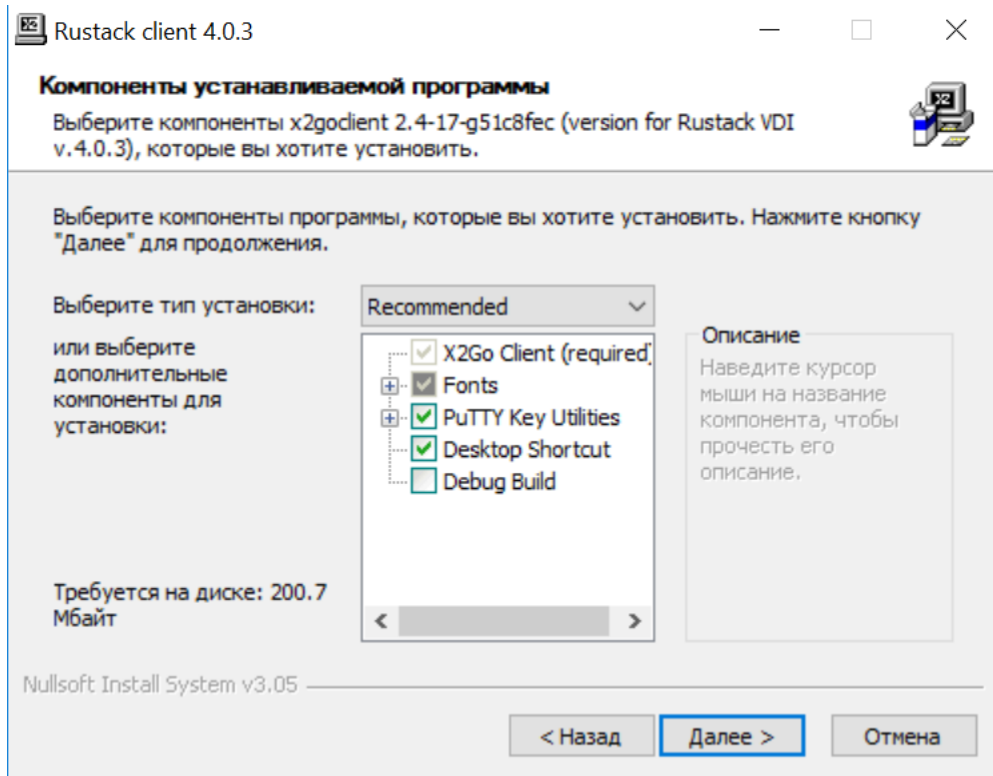 Rustack client 4.0.3
Компоненты устанавливаемой программы
Выберите компоненты x2goclient 2.4-17-g51c8fec (version for Rustack VDI
v.4.0.3), которые вы хотите установить.
Выберите компоненты программы, которые вы хотите установить. Нажмите кнопку
"Далее" для продолжения.
Выберите тип установки:
Recommended
или выберите
дополнительные
компоненты для
установки:
X2Go Client (required)
Fonts
PuTTY Key Utilities
Desktop Shortcut
Debug Build
Описание
Наведите курсор
мыши на название
компонента, чтобы
прочесть его
описание.
Требуется на диске: 200.7
Мбайт
Nullsoft Install System v3.05
< Назад
Далее >
Отмена